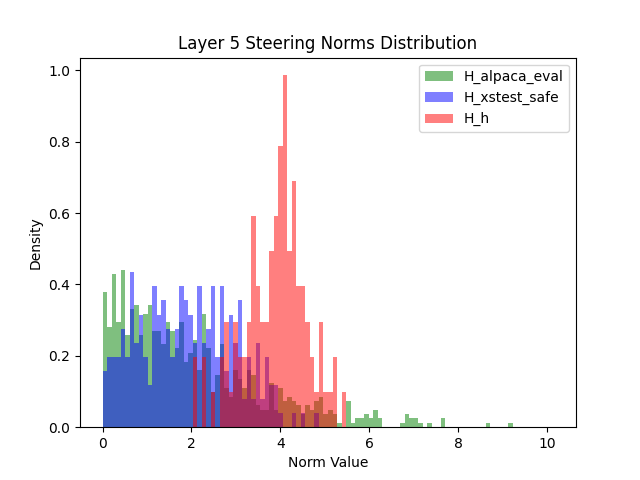 Layer 5 Steering Norms Distribution
H_alpaca_eval
H_xstest_safe
H_h
1.0
0.8
0.6
0.4
0.2
0.0
Density
0
2
4
6
8
10
Norm Value